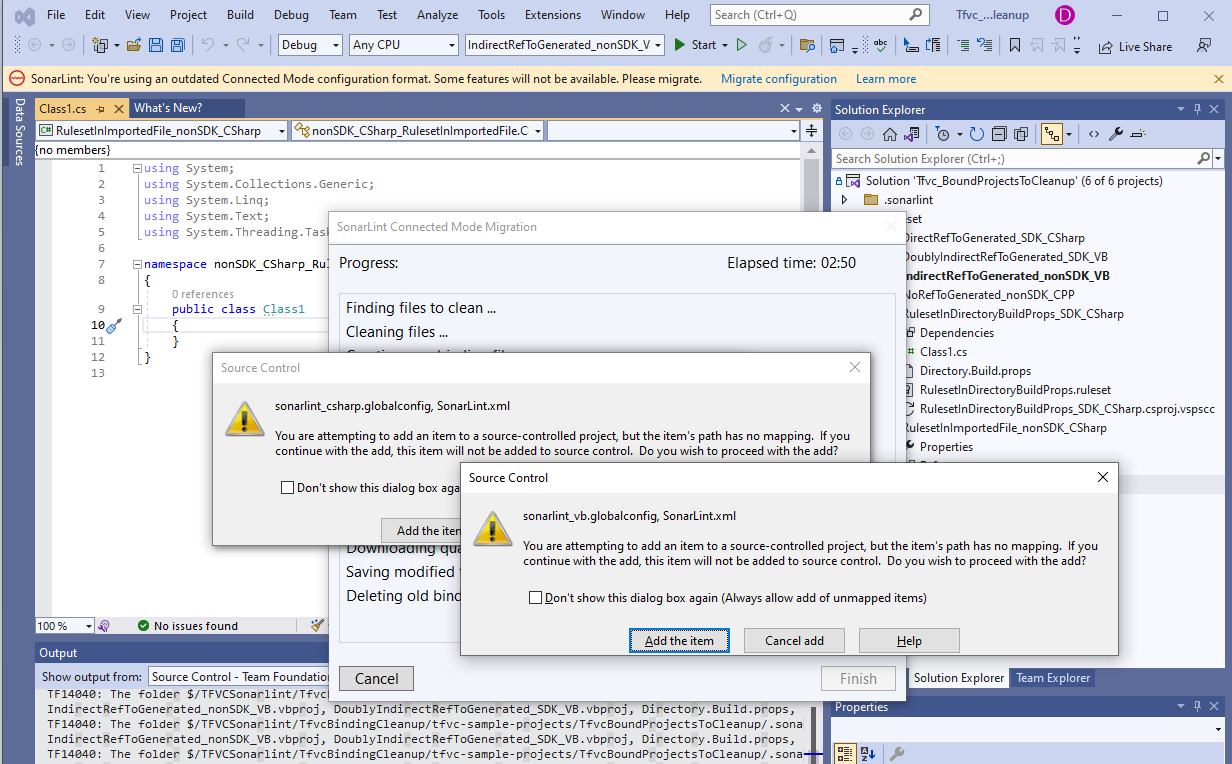 File Edit View Project Build Debug Team Test Analyze Tools Extensions Window Help Search (Ctrl+Q) Tfvc_...leanup D
Debug Any CPU IndirectRefToGenerated_nonSDK_V Start abc Live Share
SonarLint: You're using an outdated Connected Mode configuration format. Some features will not be available. Please migrate. Migrate configuration Learn more
Data Sources
Class1.cs What's New?
RulesetInImportedFile_nonSDK_CSharp nonSDK_CSharp_RulesetInImportedFile.C
{no members}
1 using System;
2 using System.Collections.Generic;
3 using System.Linq;
4 using System.Text;
5 using System.Threading.Task
6
7 namespace nonSDK_CSharp_Rul
8 {
0 references
9 public class Class1
10 {
11 }
12 }
13
100 % No issues found
SonarLint Connected Mode Migration
Progress: Elapsed time: 02:50
Finding files to clean ...
Cleaning files ...
Downloading qua
Saving modified
Deleting old bind
Cancel Finish
Source Control
sonarlint_csharp.globalconfig, SonarLint.xml
You are attempting to add an item to a source-controlled project, but the item's path has no mapping. If you
continue with the add, this item will not be added to source control. Do you wish to proceed with the add?
Don't show this dialog box aga
Add the iten
Source Control
sonarlint_vb.globalconfig, SonarLint.xml
You are attempting to add an item to a source-controlled project, but the item's path has no mapping. If you
continue with the add, this item will not be added to source control. Do you wish to proceed with the add?
Don't show this dialog box again (Always allow add of unmapped items)
Add the item Cancel add Help
Solution Explorer
Search Solution Explorer (Ctrl+;)
Solution 'Tfvc_BoundProjectsToCleanup' (6 of 6 projects)
.sonarlint
eset
DirectRefToGenerated_SDK_CSharp
DoublyIndirectRefToGenerated_SDK_VB
IndirectRefToGenerated_nonSDK_VB
NoRefToGenerated_nonSDK_CPP
RulesetInDirectoryBuildProps_SDK_CSharp
Dependencies
Class1.cs
Directory.Build.props
RulesetInDirectoryBuildProps.ruleset
RulesetInDirectoryBuildProps_SDK_CSharp.csproj.vspscc
RulesetInImportedFile_nonSDK_CSharp
Properties
Solution Explorer Team Explorer
Properties
Output
Show output from: Source Control - Team Foundation
TF14040: The folder $/TFVCSonarlint/Tfvc
IndirectRefToGenerated_nonSDK_VB.vbproj, DoublyIndirectRefToGenerated_SDK_VB.vbproj, Directory.Build.props,
TF14040: The folder $/TFVCSonarlint/TfvcBindingCleanup/tfvc-sample-projects/TfvcBoundProjectsToCleanup/.sona
IndirectRefToGenerated_nonSDK_VB.vbproj, DoublyIndirectRefToGenerated_SDK_VB.vbproj, Directory.Build.props,
TF14040: The folder $/TFVCSonarlint/TfvcBindingCleanup/tfvc-sample-projects/TfvcBoundProjectsToCleanup/.sona